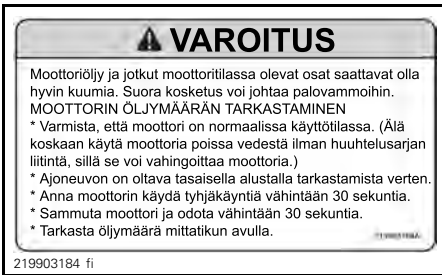 VAROITUS
Moottoriöljy ja jotkut moottoritilassa olevat osat saattavat olla
hyvin kuumia. Suora kosketus voi johtaa palovammoihin.
MOOTTORIN ÖLJYMÄÄRÄN TARKASTAMINEN
* Varmista, että moottori on normaalissa käyttötilassa. (Älä
koskaan käytä moottoria poissa vedestä ilman huuhtelusarjan
liitintä, sillä se voi vahingoittaa moottoria.)
* Ajoneuvon on oltava tasaisella alustalla tarkastamista verten.
* Anna moottorin käydä tyhjäkäyntiä vähintään 30 sekuntia.
* Sammuta moottori ja odota vähintään 30 sekuntia.
* Tarkasta öljymäärä mittatikun avulla.
219903184 fi